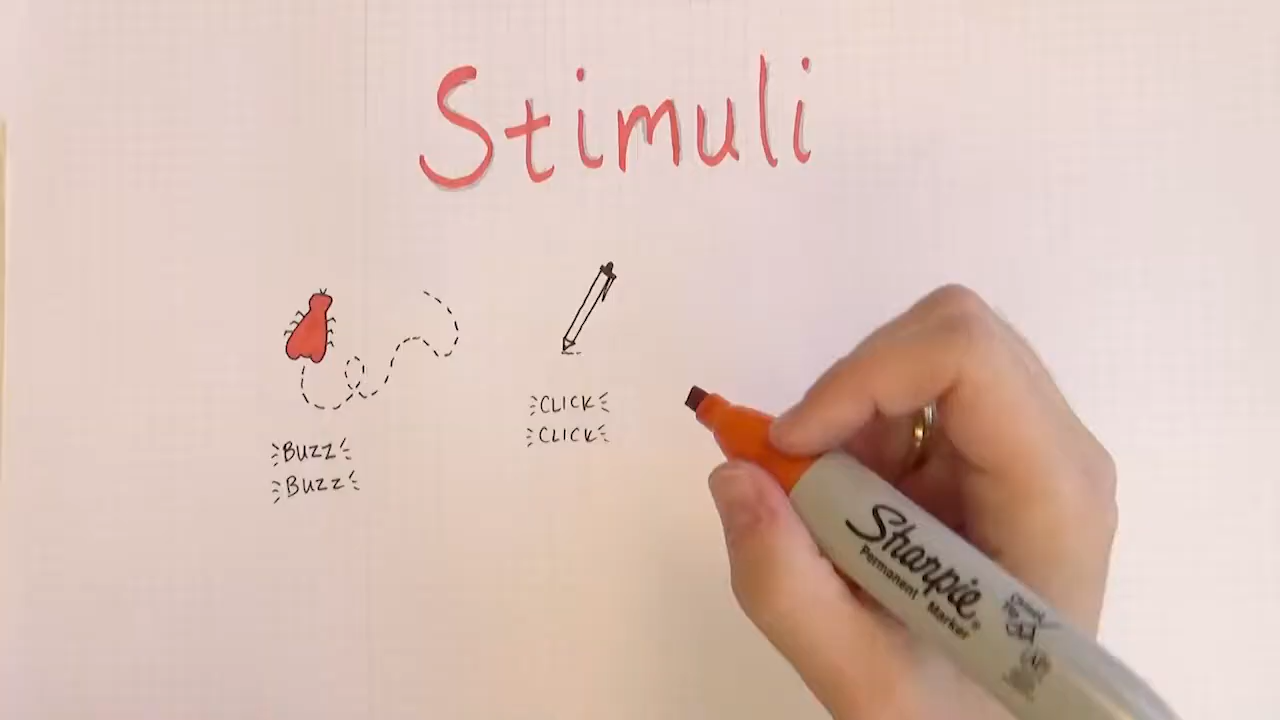 Stimuli
BUZZ
BUZZ
CLICK
CLICK
Sharpie
Permanent Marker